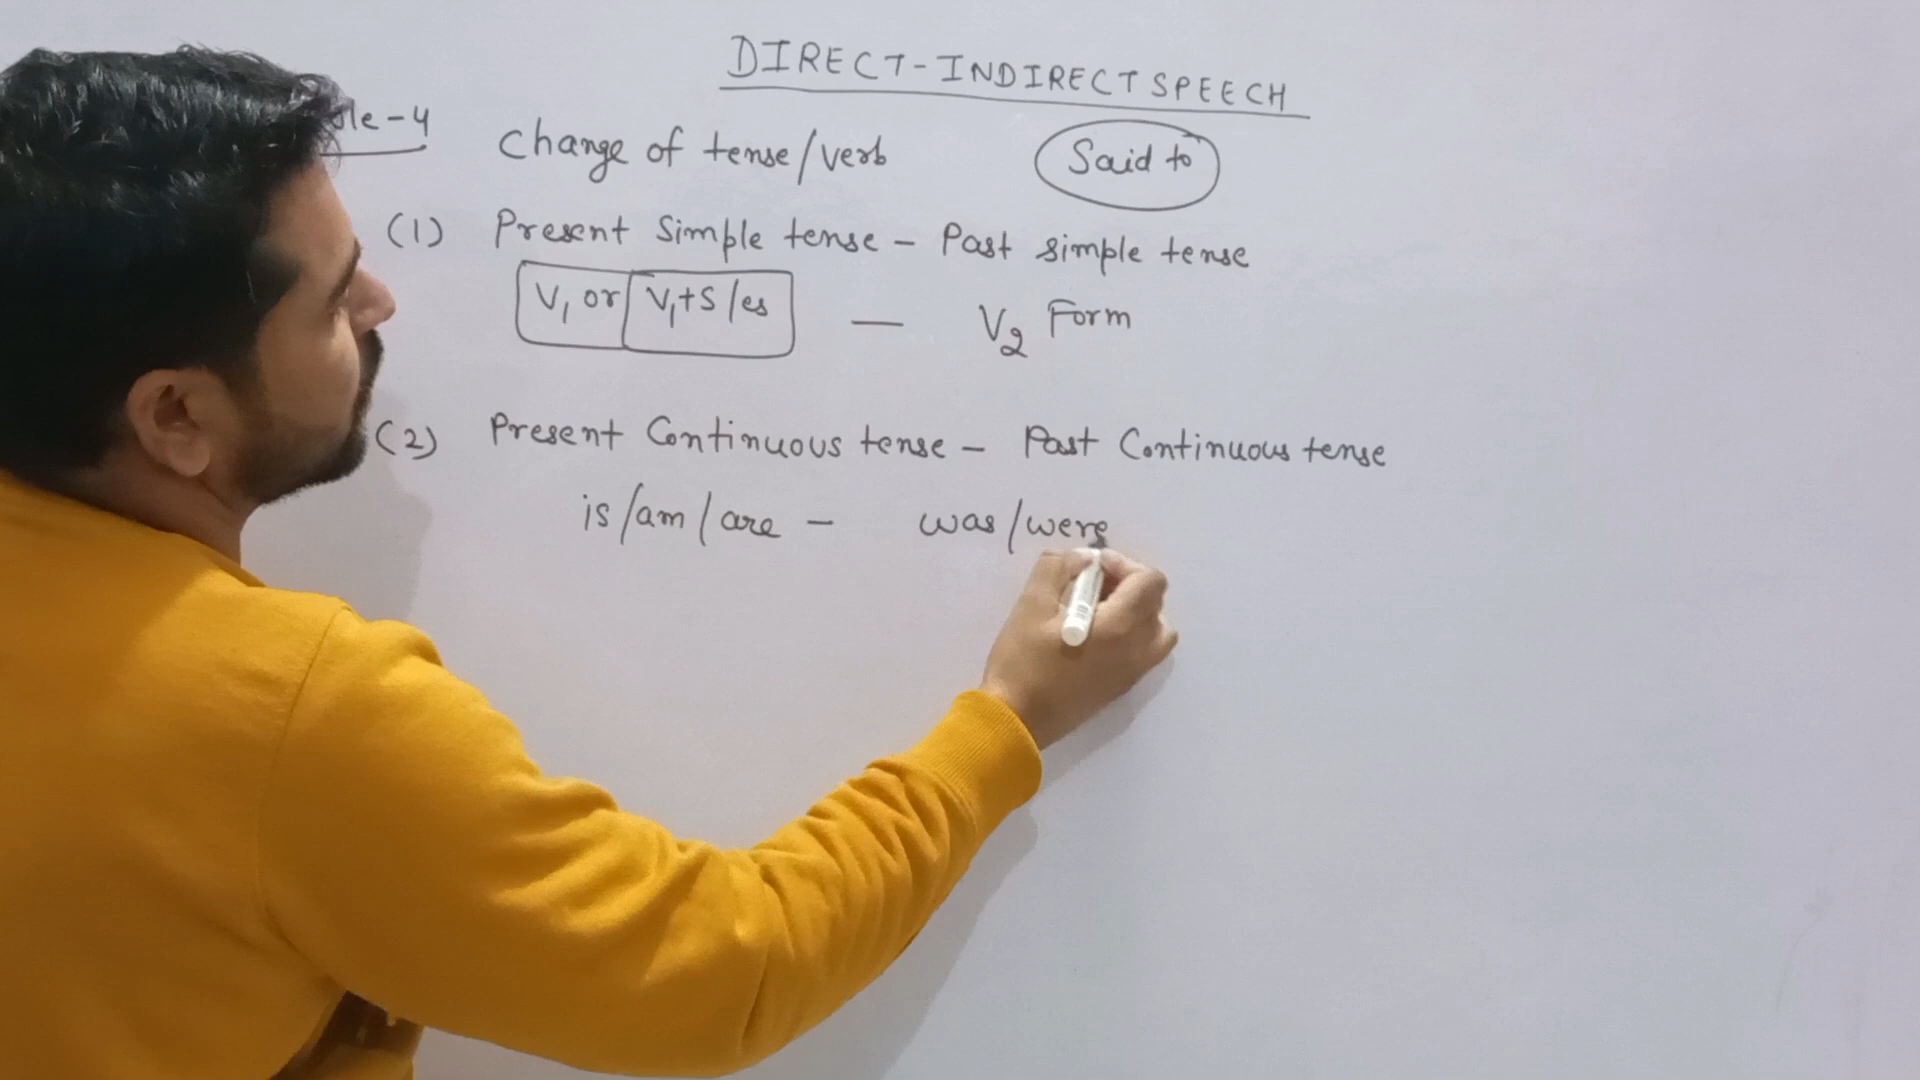 DIRECT-INDIRECT SPEECH
le-4 Change of tense/verb Said to
(1) Present Simple tense - Past simple tense
V1 or V1+S/es — V2 Form
(2) Present Continuous tense - Past Continuous tense
is/am/are - was/were